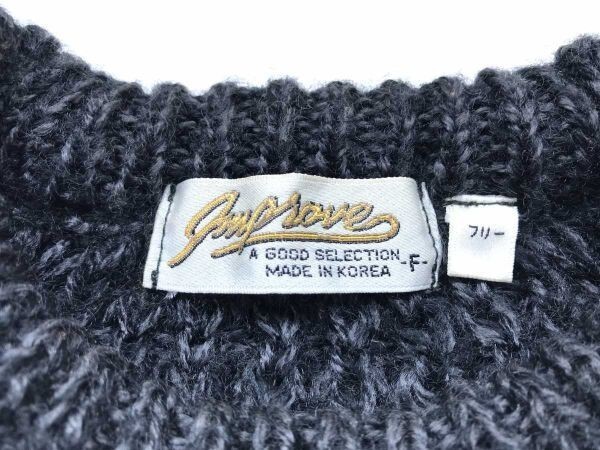 Improve
A GOOD SELECTION
MADE IN KOREA
-F-
フリー